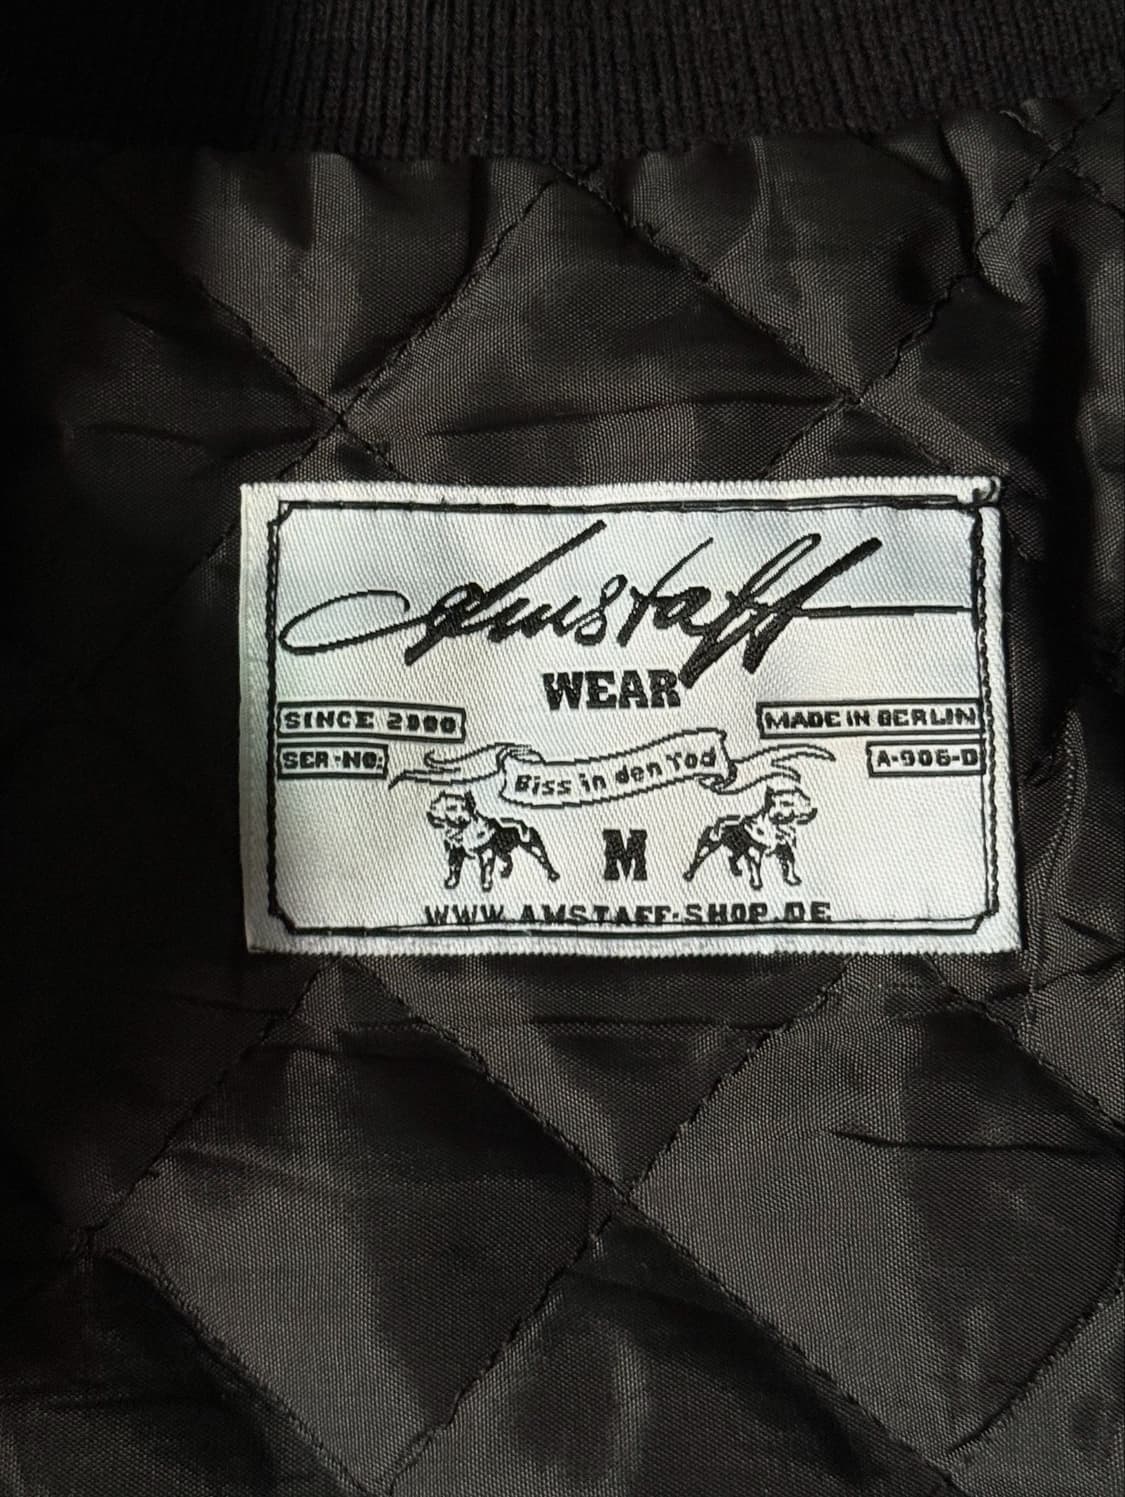 Amstaff
WEAR
SINCE 2000
MADE IN BERLIN
SER-NO:
A-906-D
Biss in den Tod
M
WWW.AMSTAFF-SHOP.DE